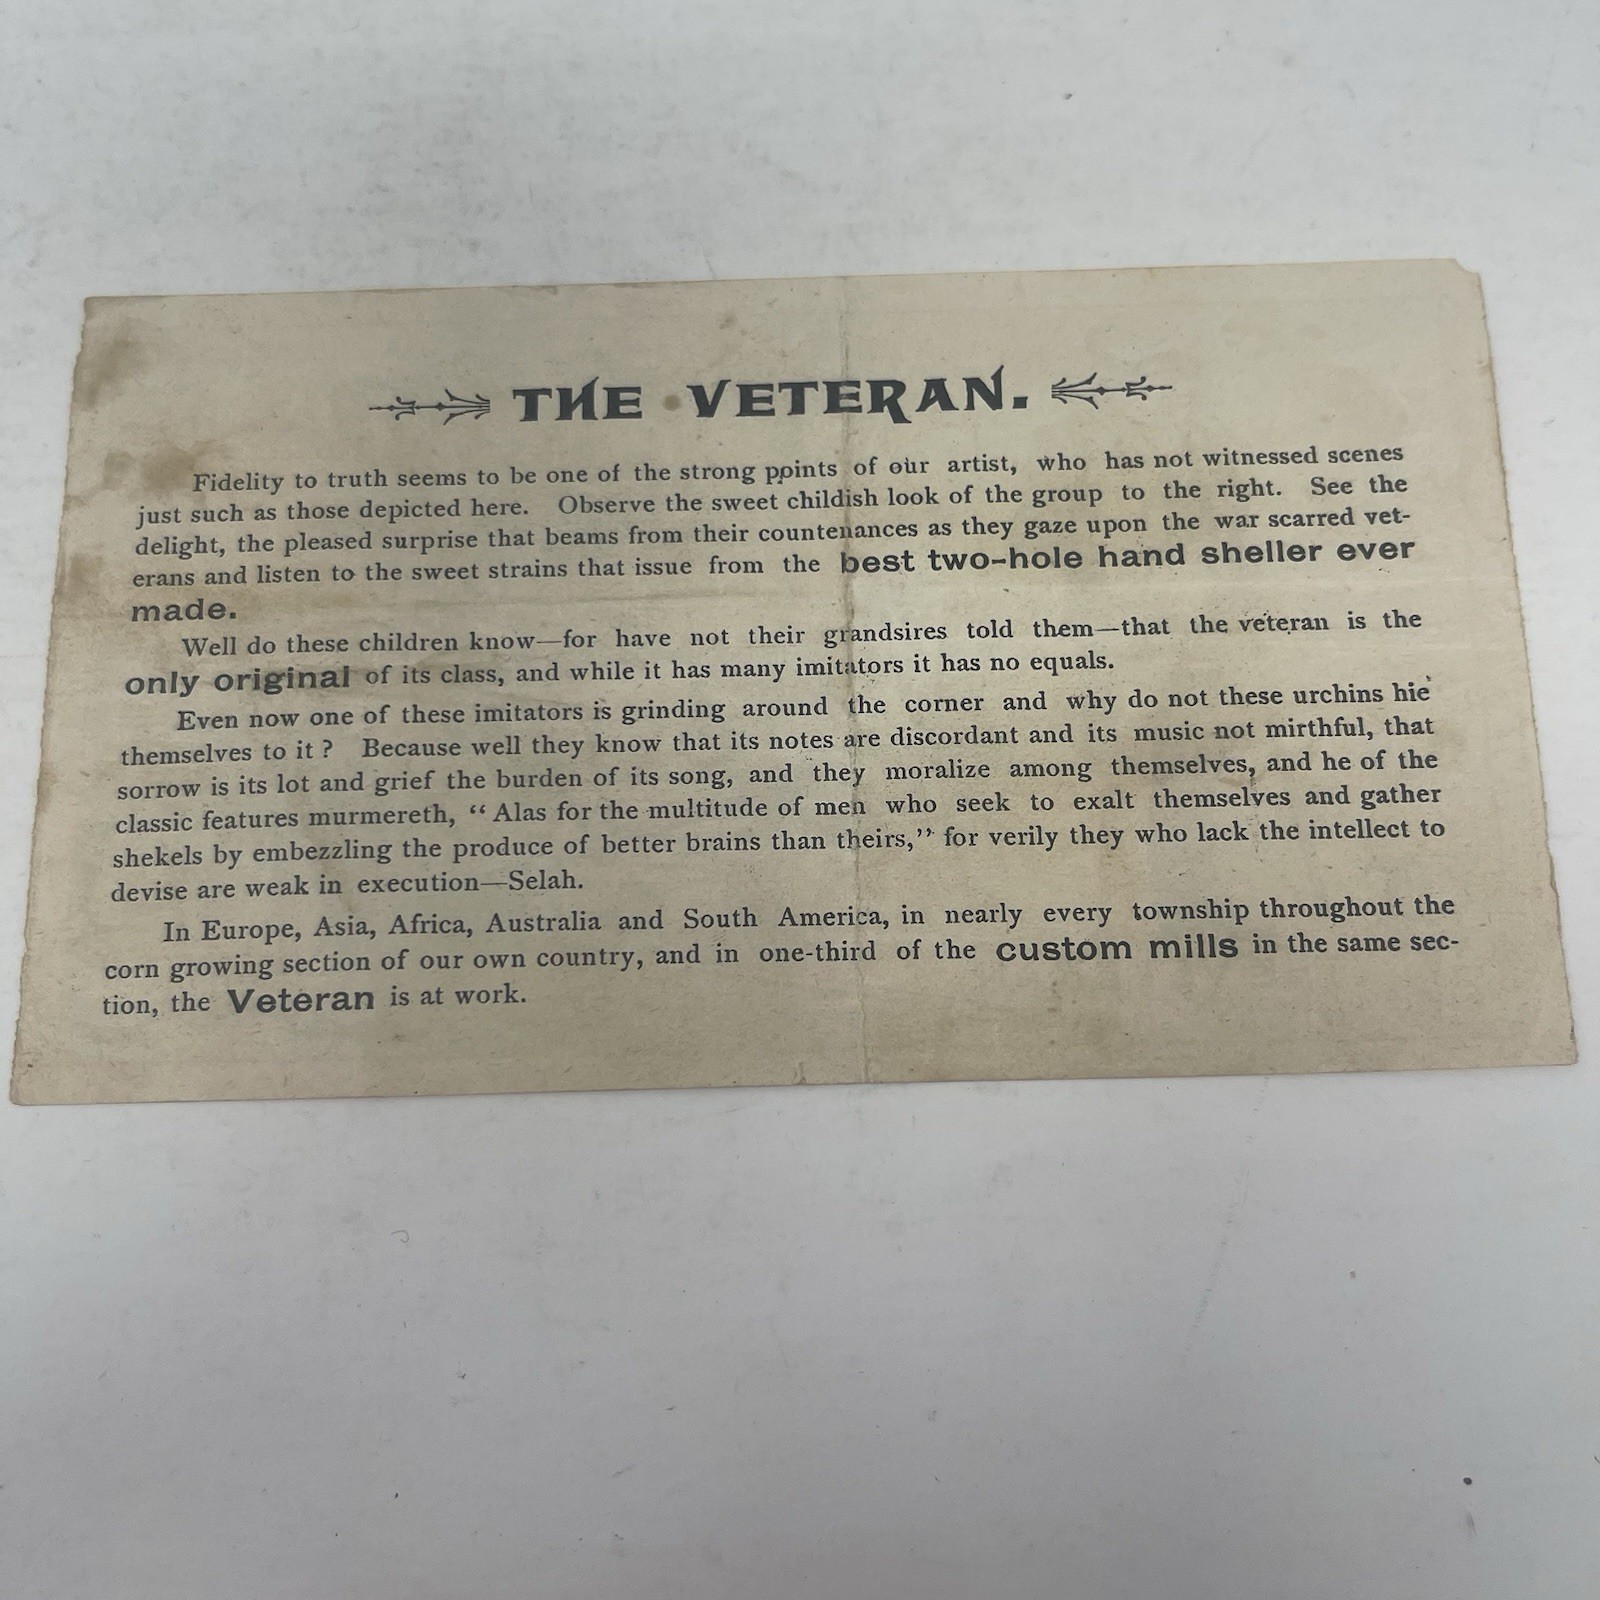 THE VETERAN.
Fidelity to truth seems to be one of the strong points of our artist, who has not witnessed scenes
just such as those depicted here. Observe the sweet childish look of the group to the right. See the
delight, the pleased surprise that beams from their countenances as they gaze upon the war scarred vet-
erans and listen to the sweet strains that issue from the best two-hole hand sheller ever
made.
Well do these children know—for have not their grandsires told them—that the veteran is the
only original of its class, and while it has many imitators it has no equals.
Even now one of these imitators is grinding around the corner and why do not these urchins hie
themselves to it ? Because well they know that its notes are discordant and its music not mirthful, that
sorrow is its lot and grief the burden of its song, and they moralize among themselves, and he of the
classic features murmereth, “ Alas for the multitude of men who seek to exalt themselves and gather
shekels by embezzling the produce of better brains than theirs,” for verily they who lack the intellect to
devise are weak in execution—Selah.
In Europe, Asia, Africa, Australia and South America, in nearly every township throughout the
corn growing section of our own country, and in one-third of the custom mills in the same sec-
tion, the Veteran is at work.